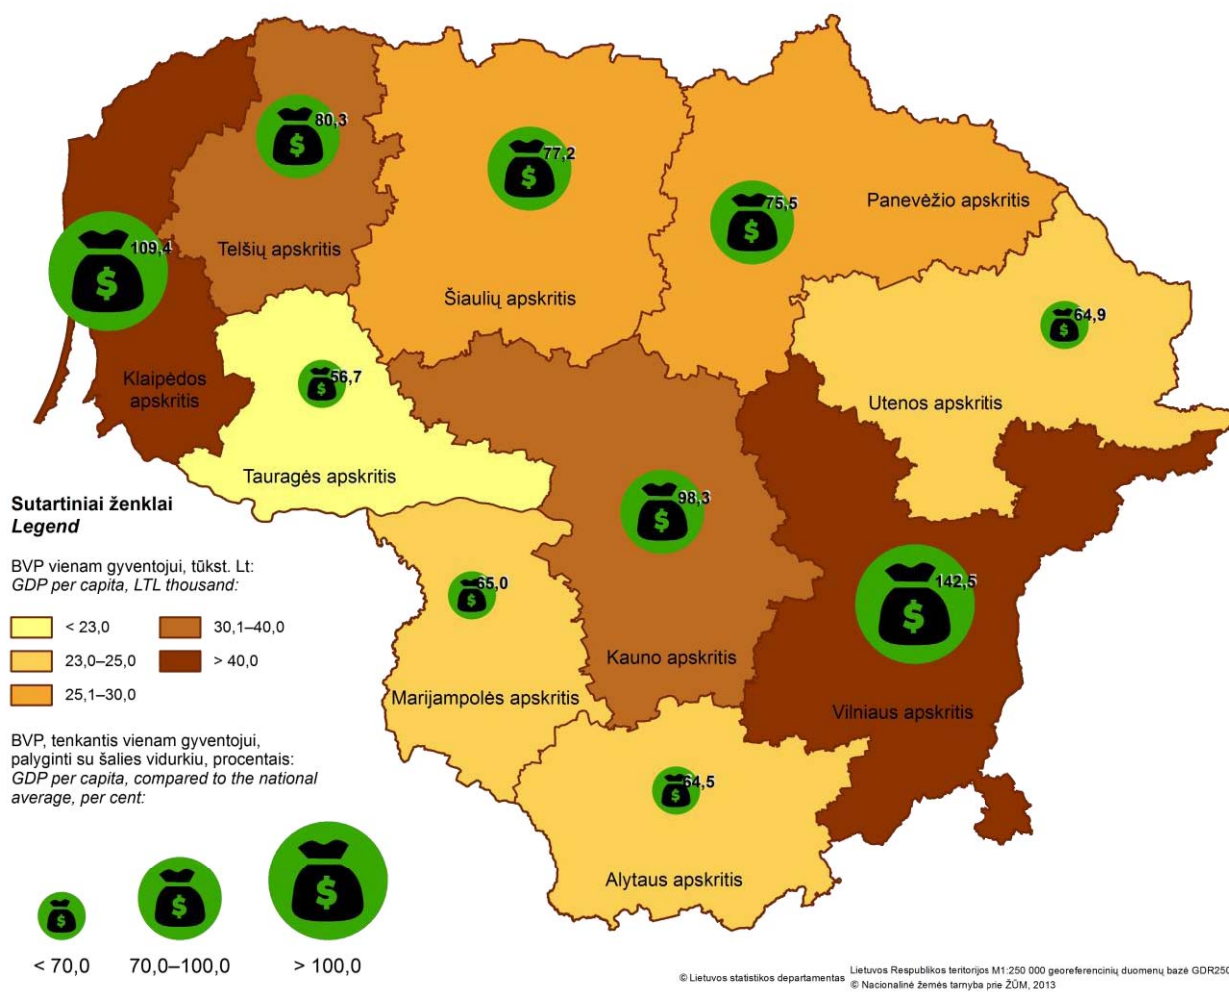 80,3
77,2
75,5
Panevėžio apskritis
109,4
Telšių apskritis
Šiaulių apskritis
64,9
56,7
Klaipėdos
apskritis
Utenos apskritis
Tauragės apskritis
98,3
Sutartiniai ženklai
Legend
BVP vienam gyventojui, tūkst. Lt:
GDP per capita, LTL thousand:
< 23,0
30,1–40,0
23,0–25,0
> 40,0
25,1–30,0
65,0
142,5
Kauno apskritis
Marijampolės apskritis
Vilniaus apskritis
BVP, tenkantis vienam gyventojui,
palyginti su šalies vidurkiu, procentais:
GDP per capita, compared to the national
average, per cent:
64,5
Alytaus apskritis
< 70,0
70,0–100,0
> 100,0
© Lietuvos statistikos departamentas
Lietuvos Respublikos teritorijos M1:250 000 georeferencinių duomenų bazė GDR250
© Nacionalinė žemės tarnyba prie ŽŪM, 2013